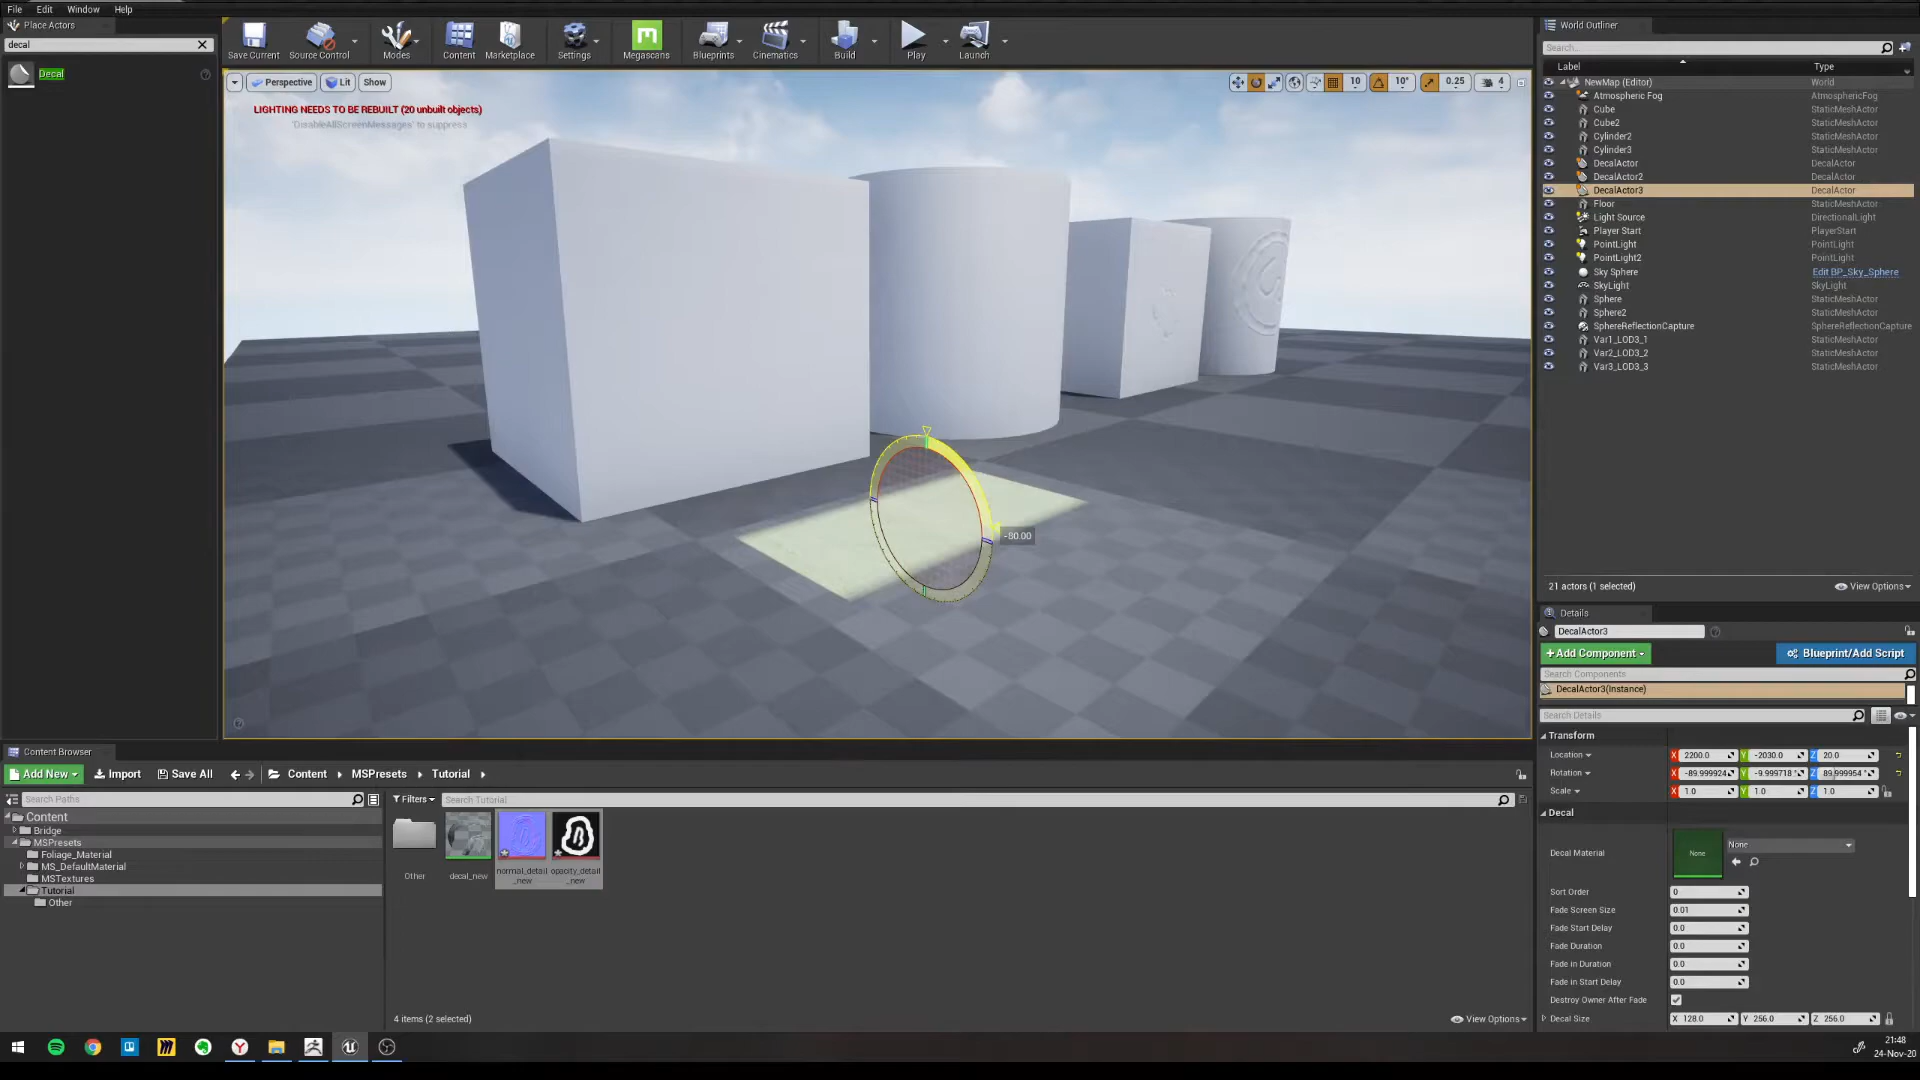 File Edit Window Help
Place Actors
decal
Decal
Save Current Source Control Modes Content Marketplace Settings Megascans Blueprints Cinematics Build Play Launch
Perspective Lit Show
10 10° 0.25 4
LIGHTING NEEDS TO BE REBUILT (20 unbuilt objects)
'DisableAllScreenMessages' to suppress
-80.00
World Outliner
Search...
Label Type
NewMap (Editor) World
Atmospheric Fog AtmosphericFog
Cube StaticMeshActor
Cube2 StaticMeshActor
Cylinder2 StaticMeshActor
Cylinder3 StaticMeshActor
DecalActor DecalActor
DecalActor2 DecalActor
DecalActor3 DecalActor
Floor StaticMeshActor
Light Source DirectionalLight
Player Start PlayerStart
PointLight PointLight
PointLight2 PointLight
Sky Sphere Edit BP_Sky_Sphere
SkyLight SkyLight
Sphere StaticMeshActor
Sphere2 StaticMeshActor
SphereReflectionCapture SphereReflectionCapture
Var1_LOD3_1 StaticMeshActor
Var2_LOD3_2 StaticMeshActor
Var3_LOD3_3 StaticMeshActor
21 actors (1 selected) View Options
Details
DecalActor3
+Add Component Blueprint/Add Script
Search Components
DecalActor3(Instance)
Search Details
Transform
Location X 2200.0 Y -2030.0 Z 20.0
Rotation X -89.999924 Y -9.999718 ° Z 89.999954 °
Scale X 1.0 Y 1.0 Z 1.0
Decal
Decal Material None None
Sort Order 0
Fade Screen Size 0.01
Fade Start Delay 0.0
Fade Duration 0.0
Fade in Duration 0.0
Fade in Start Delay 0.0
Destroy Owner After Fade
Decal Size X 128.0 Y 256.0 Z 256.0
Content Browser
Add New Import Save All Content MSPresets Tutorial
Search Paths
Filters Search Tutorial
Content
Bridge
MSPresets
Foliage_Material
MS_DefaultMaterial
MSTextures
Tutorial
Other
Other decal_new normal_detail_new opacity_detail_new
4 items (2 selected) View Options
21:48
24-Nov-20